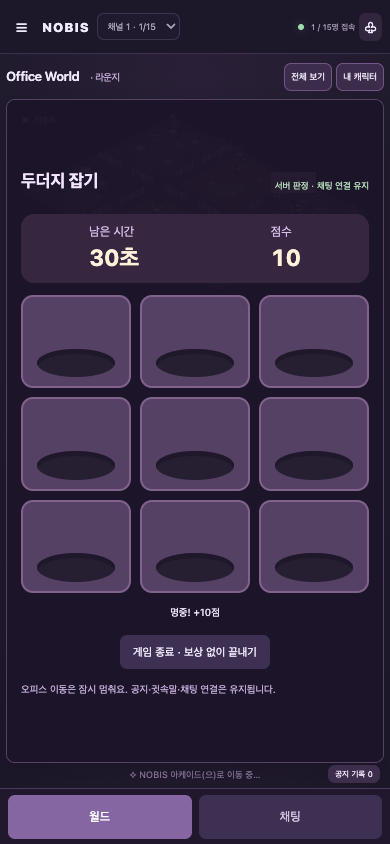 NOBIS
채널 1 · 1/15
1 / 15명 접속
Office World
· 라운지
전체 보기
내 캐릭터
두더지 잡기
서버 판정 · 채팅 연결 유지
남은 시간
점수
30초
10
명중! +10점
게임 종료 · 보상 없이 끝내기
오피스 이동은 잠시 멈춰요. 공지·귓속말·채팅 연결은 유지됩니다.
✧ NOBIS 아케이드(으)로 이동 중…
공지 기록 0
월드
채팅